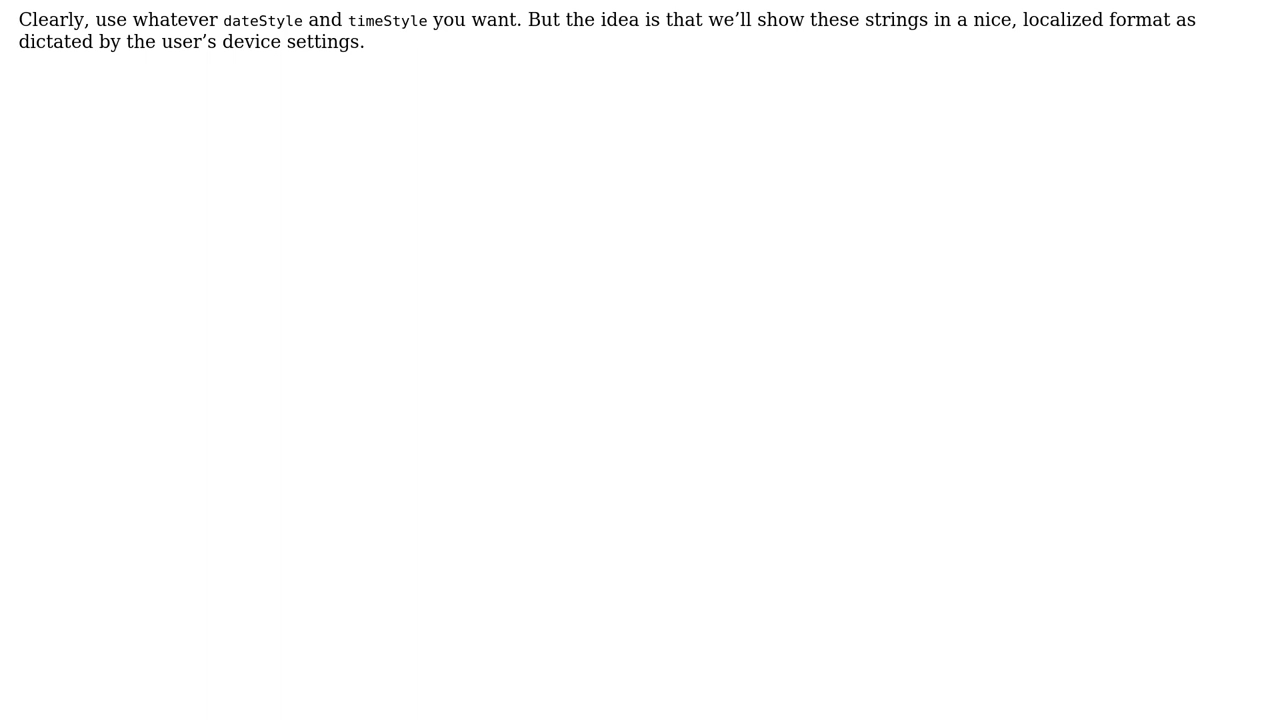 Clearly, use whatever dateStyle and timeStyle you want. But the idea is that we’ll show these strings in a nice, localized format as
dictated by the user’s device settings.